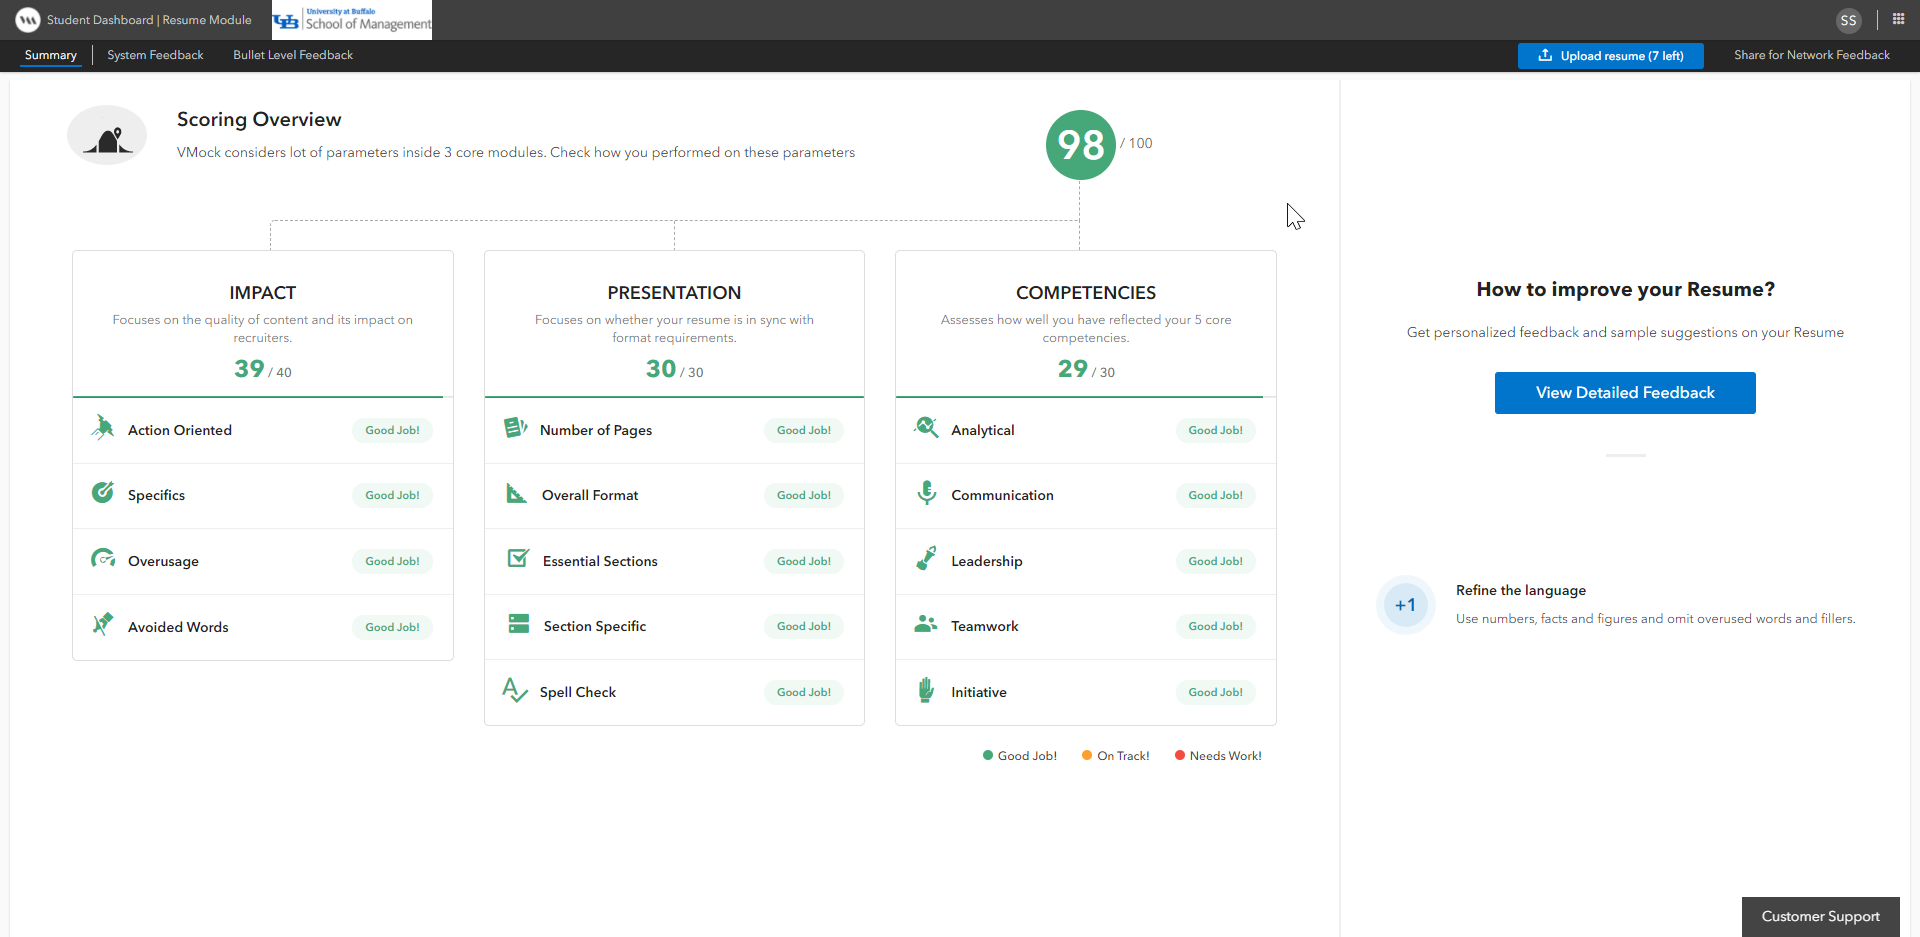 Student Dashboard | Resume Module
University at Buffalo
UB School of Management
SS
Summary
System Feedback
Bullet Level Feedback
Upload resume (7 left)
Share for Network Feedback
Scoring Overview
VMock considers lot of parameters inside 3 core modules. Check how you performed on these parameters
98 / 100
IMPACT
Focuses on the quality of content and its impact on
recruiters.
39 / 40
Action Oriented Good Job!
Specifics Good Job!
Overusage Good Job!
Avoided Words Good Job!
PRESENTATION
Focuses on whether your resume is in sync with
format requirements.
30 / 30
Number of Pages Good Job!
Overall Format Good Job!
Essential Sections Good Job!
Section Specific Good Job!
Spell Check Good Job!
COMPETENCIES
Assesses how well you have reflected your 5 core
competencies.
29 / 30
Analytical Good Job!
Communication Good Job!
Leadership Good Job!
Teamwork Good Job!
Initiative Good Job!
Good Job! On Track! Needs Work!
How to improve your Resume?
Get personalized feedback and sample suggestions on your Resume
View Detailed Feedback
+1
Refine the language
Use numbers, facts and figures and omit overused words and fillers.
Customer Support